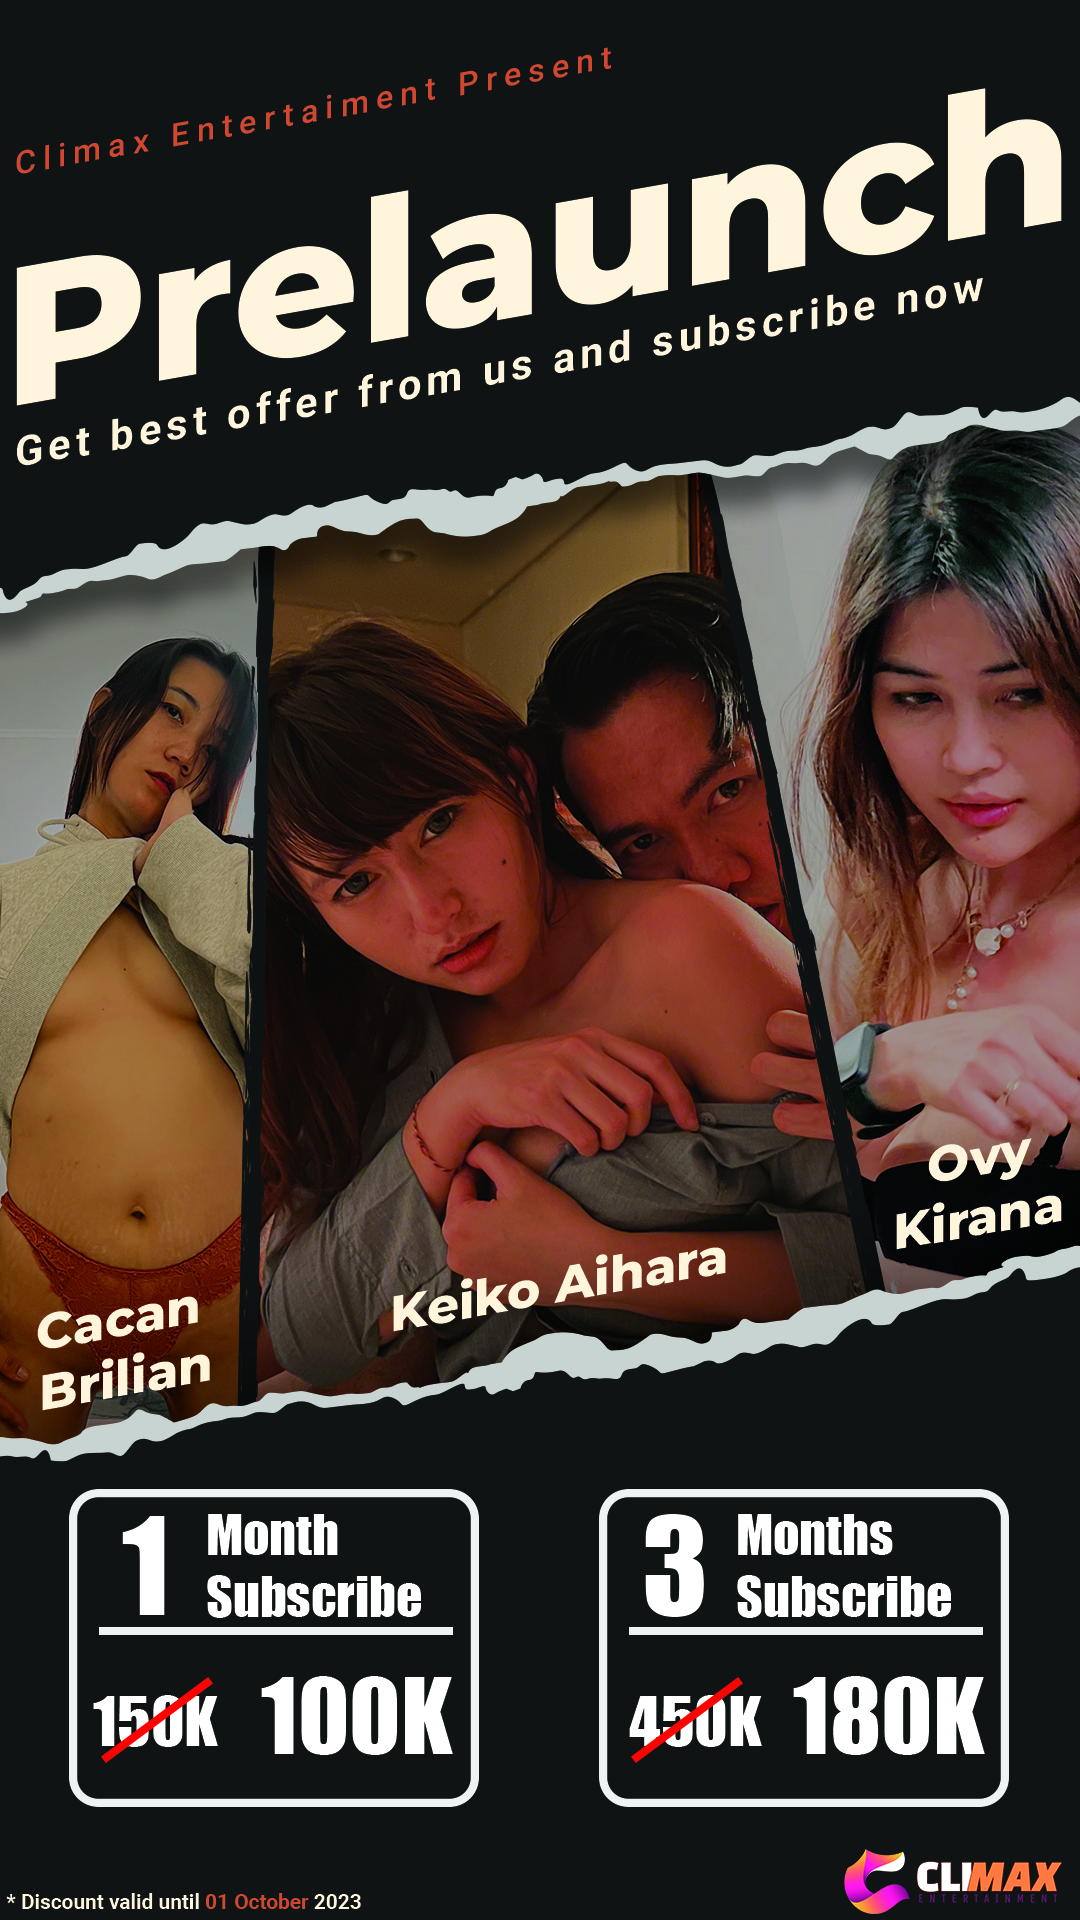 Climax Entertaiment Present
Prelaunch
Get best offer from us and subscribe now
Cacan
Brilian
Keiko Aihara
Ovy
Kirana
1 Month
Subscribe
150K 100K
3 Months
Subscribe
450K 180K
CLIMAX
ENTERTAINMENT
* Discount valid until 01 October 2023